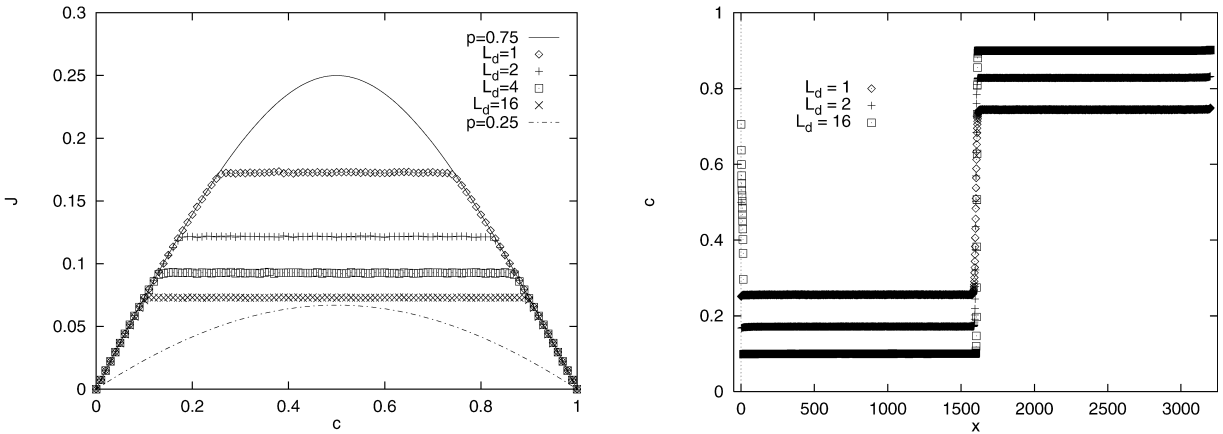 0.3
0.25
0.2
0.15
0.1
0.05
0
J
0 0.2 0.4 0.6 0.8 1
c
p=0.75
L_d=1
L_d=2
L_d=4
L_d=16
p=0.25
1
0.8
0.6
0.4
0.2
0
c
0 500 1000 1500 2000 2500 3000
x
L_d = 1
L_d = 2
L_d = 16